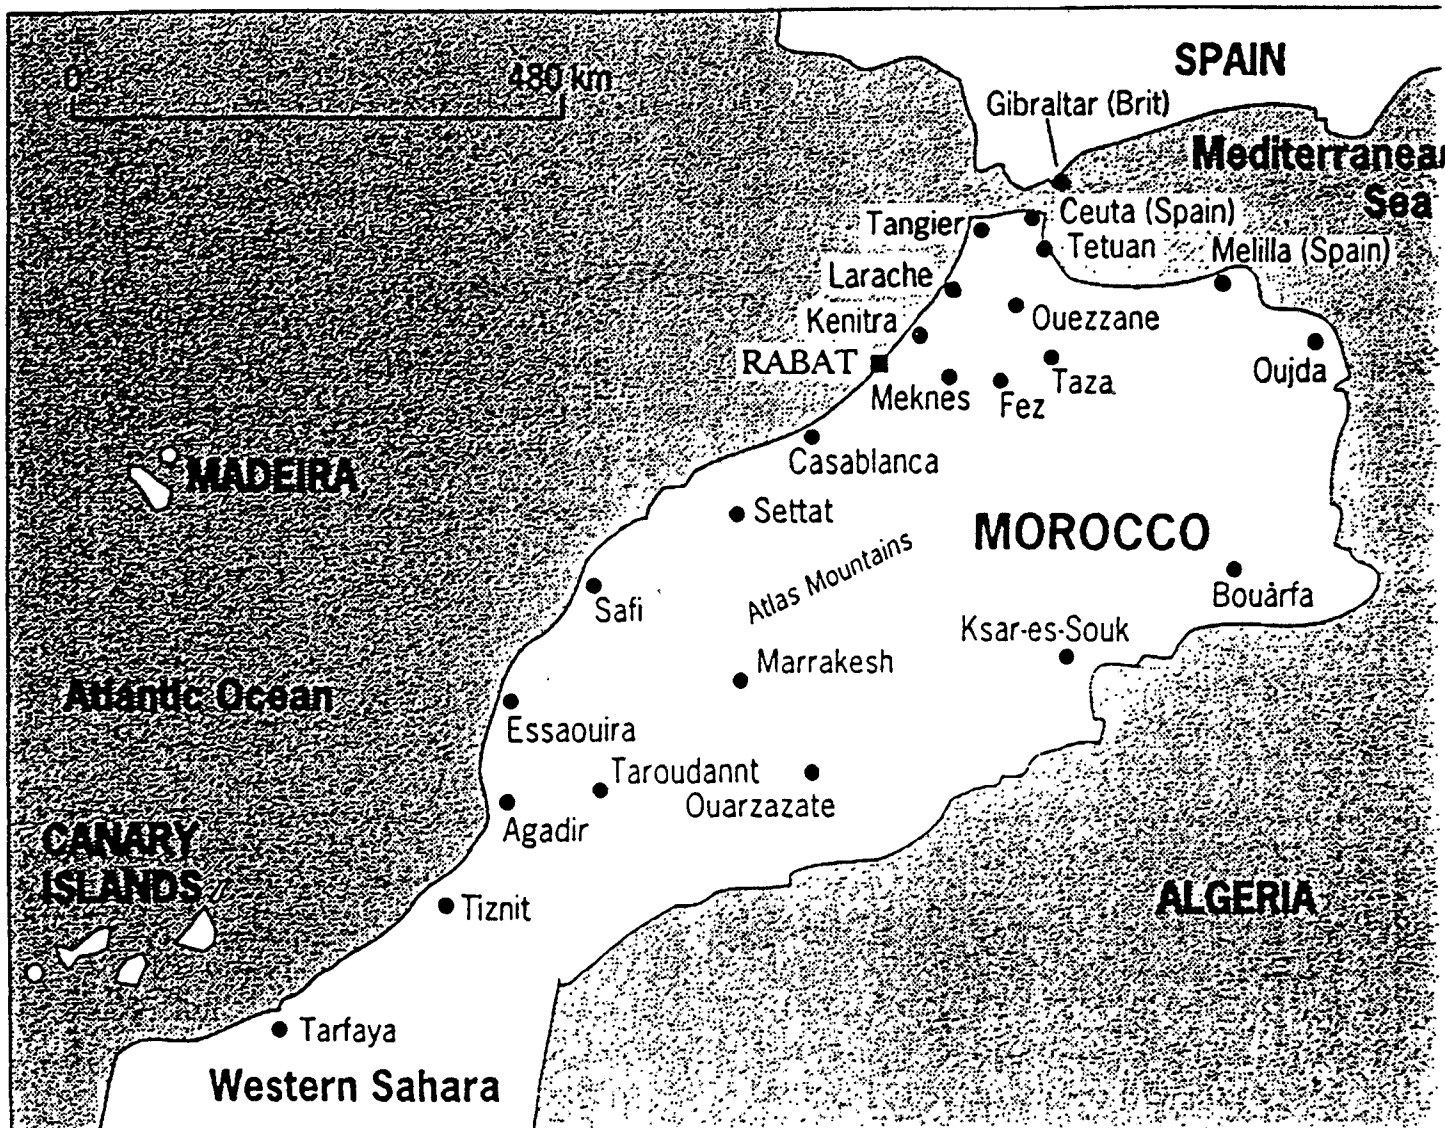 0
480 km
SPAIN
Gibraltar (Brit)
Mediterranean
Sea
Tangier
Ceuta (Spain)
Tetuan
Melilla (Spain)
Larache
Kenitra
Ouezzane
RABAT
Oujda
Meknes
Fez
Taza
Casablanca
MADEIRA
Settat
MOROCCO
Atlas Mountains
Bouàrfa
Safi
Ksar-es-Souk
Marrakesh
Atlantic Ocean
Essaouira
Taroudannt
Ouarzazate
Agadir
CANARY
ISLANDS
ALGERIA
Tiznit
Tarfaya
Western Sahara